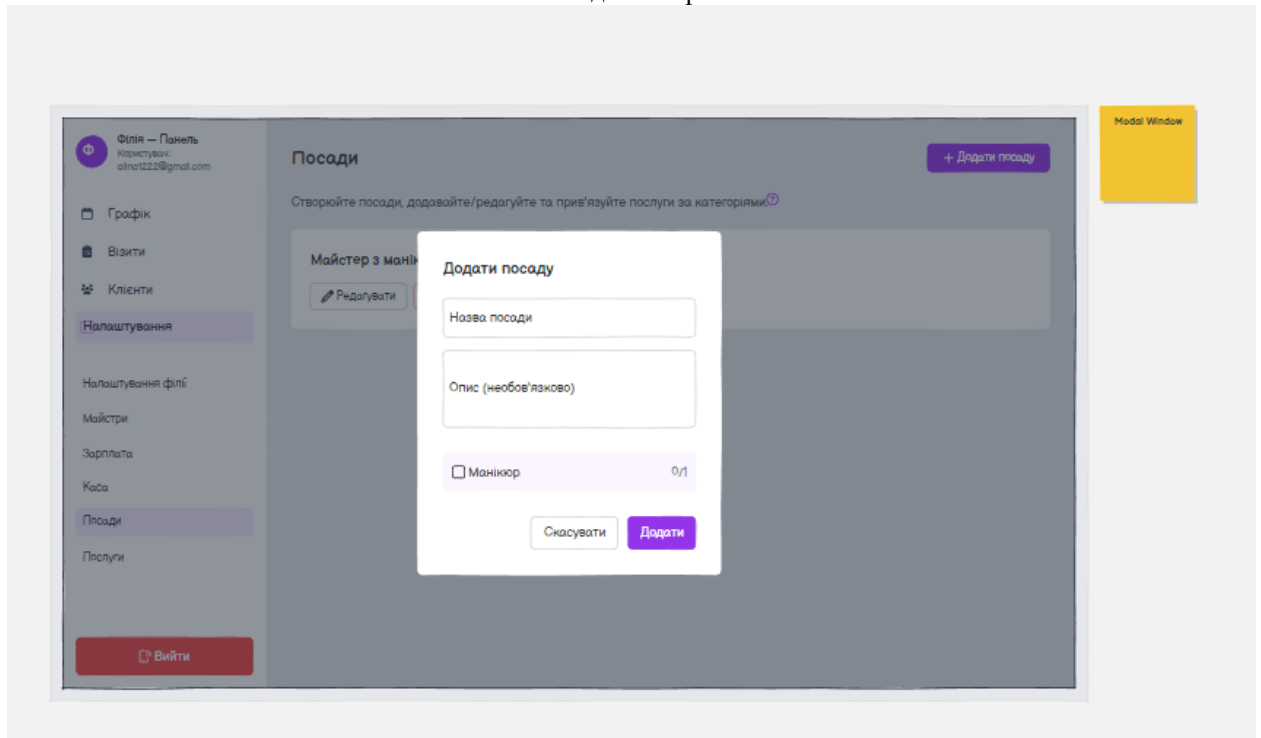 Modal Window
Філія — Панель
Користувач:
alina1222@gmail.com
Посади
+ Додати посаду
Створюйте посади, додавайте/редагуйте та прив'язуйте послуги за категоріями
Графік
Візити
Клієнти
Налаштування
Майстер з манік
Редагувати
Додати посаду
Назва посади
Опис (необов'язково)
Манікюр 0/1
Скасувати
Додати
Налаштування філії
Майстри
Зарплата
Каса
Посади
Послуги
Вийти